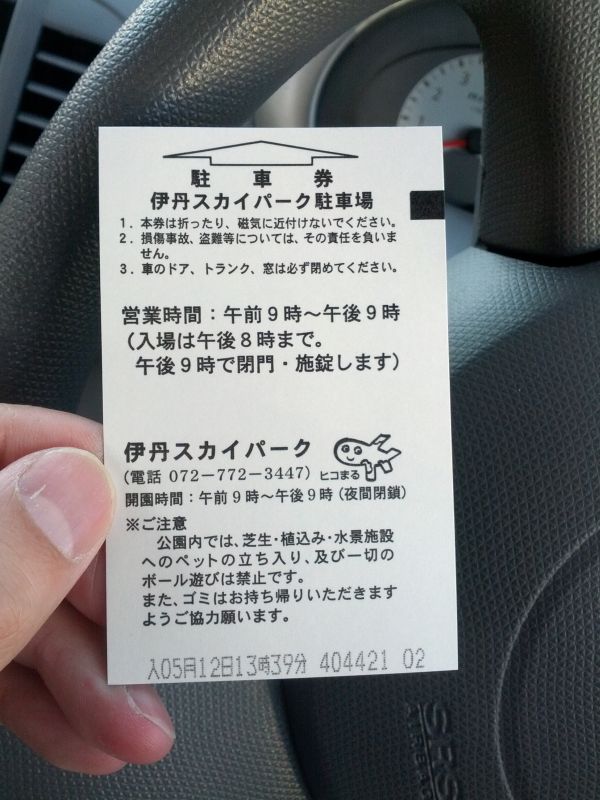 駐車券
伊丹スカイパーク駐車場
1．本券は折ったり、磁気に近付けないでください。
2．損傷事故、盗難等については、その責任を負いま
せん。
3．車のドア、トランク、窓は必ず閉めてください。
営業時間：午前9時～午後9時
(入場は午後8時まで。
午後9時で閉門・施錠します)
伊丹スカイパーク
(電話 072－772－3447) ヒコまる
開園時間：午前9時～午後9時(夜間閉鎖)
※ご注意
公園内では、芝生・植込み・水景施設
へのペットの立ち入り、及び一切の
ボール遊びは禁止です。
また、ゴミはお持ち帰りいただきます
ようご協力願います。
入05月12日13時39分 404421 02
SRS